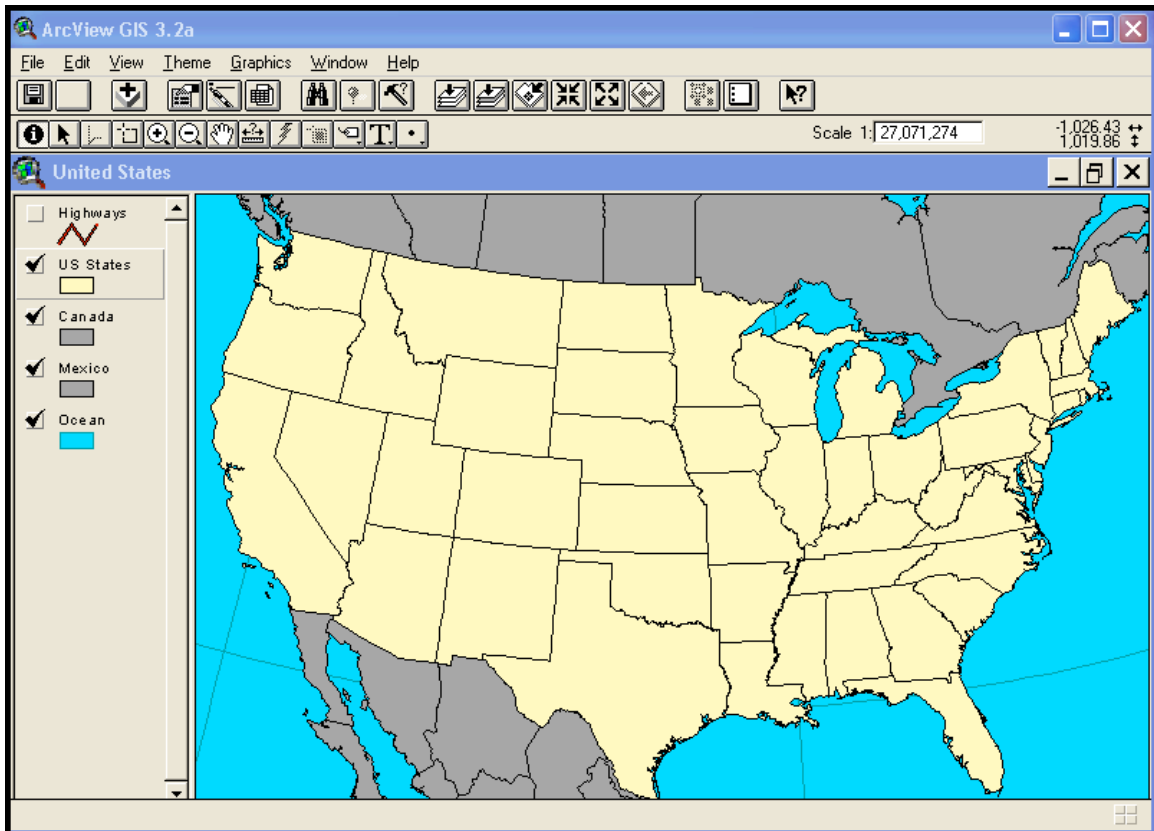 ArcView GIS 3.2a
File Edit View Theme Graphics Window Help
Scale 1: 27,071,274
-1,026.43
1,019.86
United States
Highways
US States
Canada
Mexico
Ocean